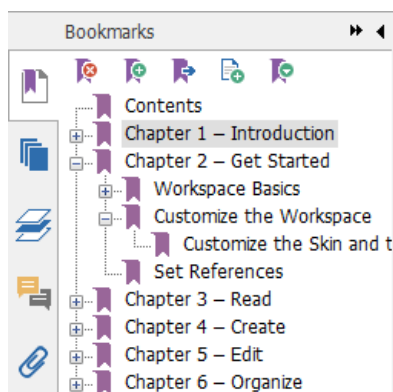 Bookmarks
Contents
Chapter 1 – Introduction
Chapter 2 – Get Started
Workspace Basics
Customize the Workspace
Customize the Skin and t
Set References
Chapter 3 – Read
Chapter 4 – Create
Chapter 5 – Edit
Chapter 6 – Organize